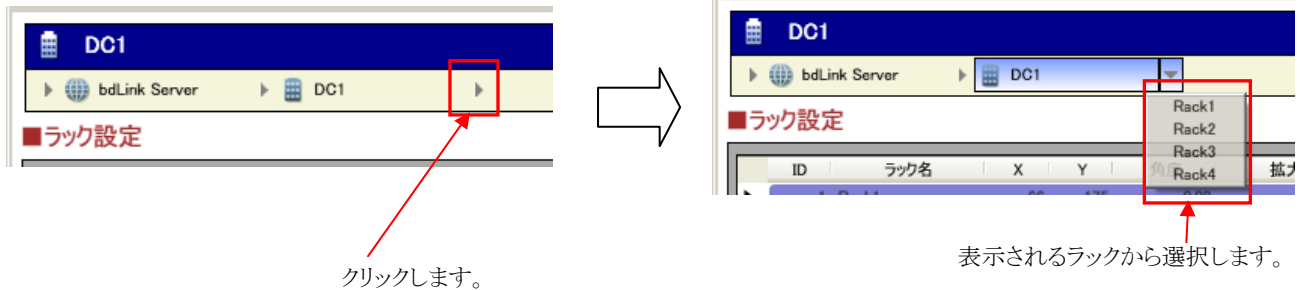 DC1
bdLink Server
DC1
■ラック設定
クリックします。
DC1
bdLink Server
DC1
Rack1
Rack2
Rack3
Rack4
■ラック設定
ID ラック名 X Y 拡大
表示されるラックから選択します。